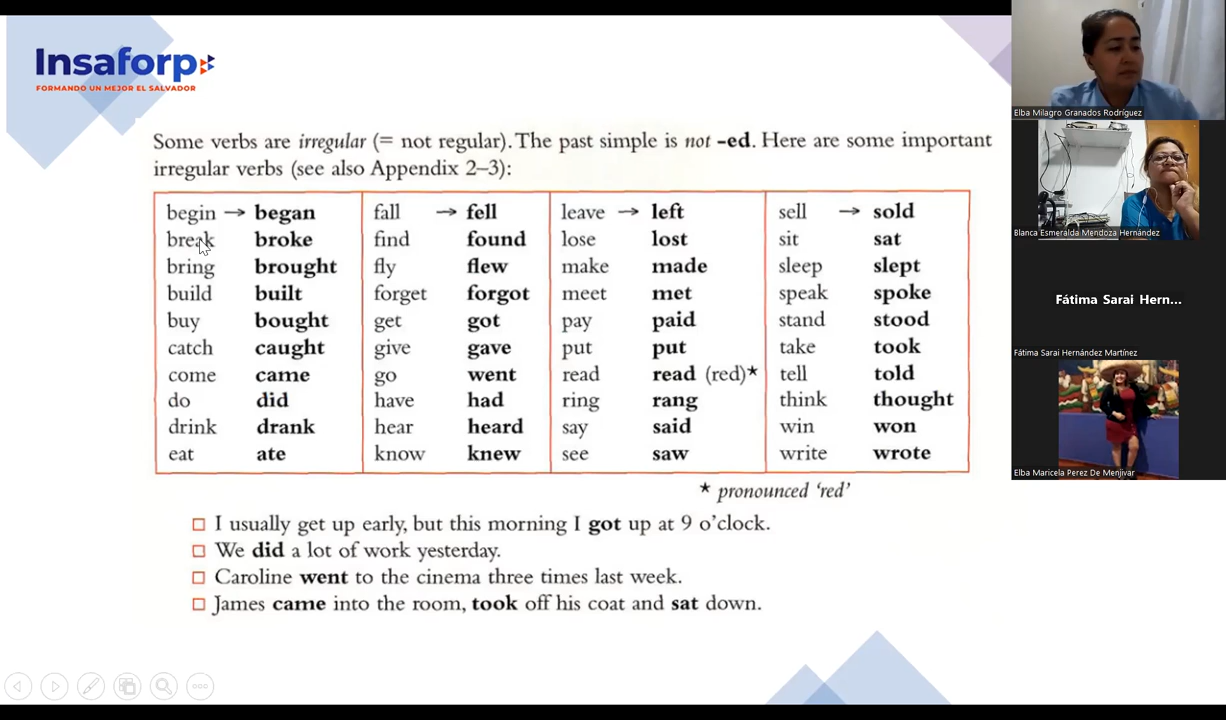 Insaforp
FORMANDO UN MEJOR EL SALVADOR
Some verbs are irregular (= not regular). The past simple is not -ed. Here are some important
irregular verbs (see also Appendix 2–3):
begin → began fall → fell leave → left sell → sold
break broke find found lose lost sit sat
bring brought fly flew make made sleep slept
build built forget forgot meet met speak spoke
buy bought get got pay paid stand stood
catch caught give gave put put take took
come came go went read read (red)* tell told
do did have had ring rang think thought
drink drank hear heard say said win won
eat ate know knew see saw write wrote
* pronounced ‘red’
□ I usually get up early, but this morning I got up at 9 o’clock.
□ We did a lot of work yesterday.
□ Caroline went to the cinema three times last week.
□ James came into the room, took off his coat and sat down.
Elba Milagro Granados Rodríguez
Blanca Esmeralda Mendoza Hernández
Fátima Sarai Hern...
Fátima Sarai Hernández Martínez
Elba Maricela Perez De Menjivar